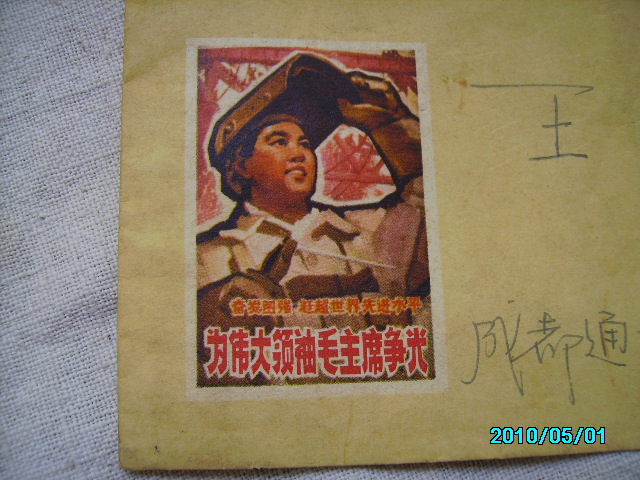 王
奋发图强 赶超世界先进水平
为伟大领袖毛主席争光
成都通
2010/05/01